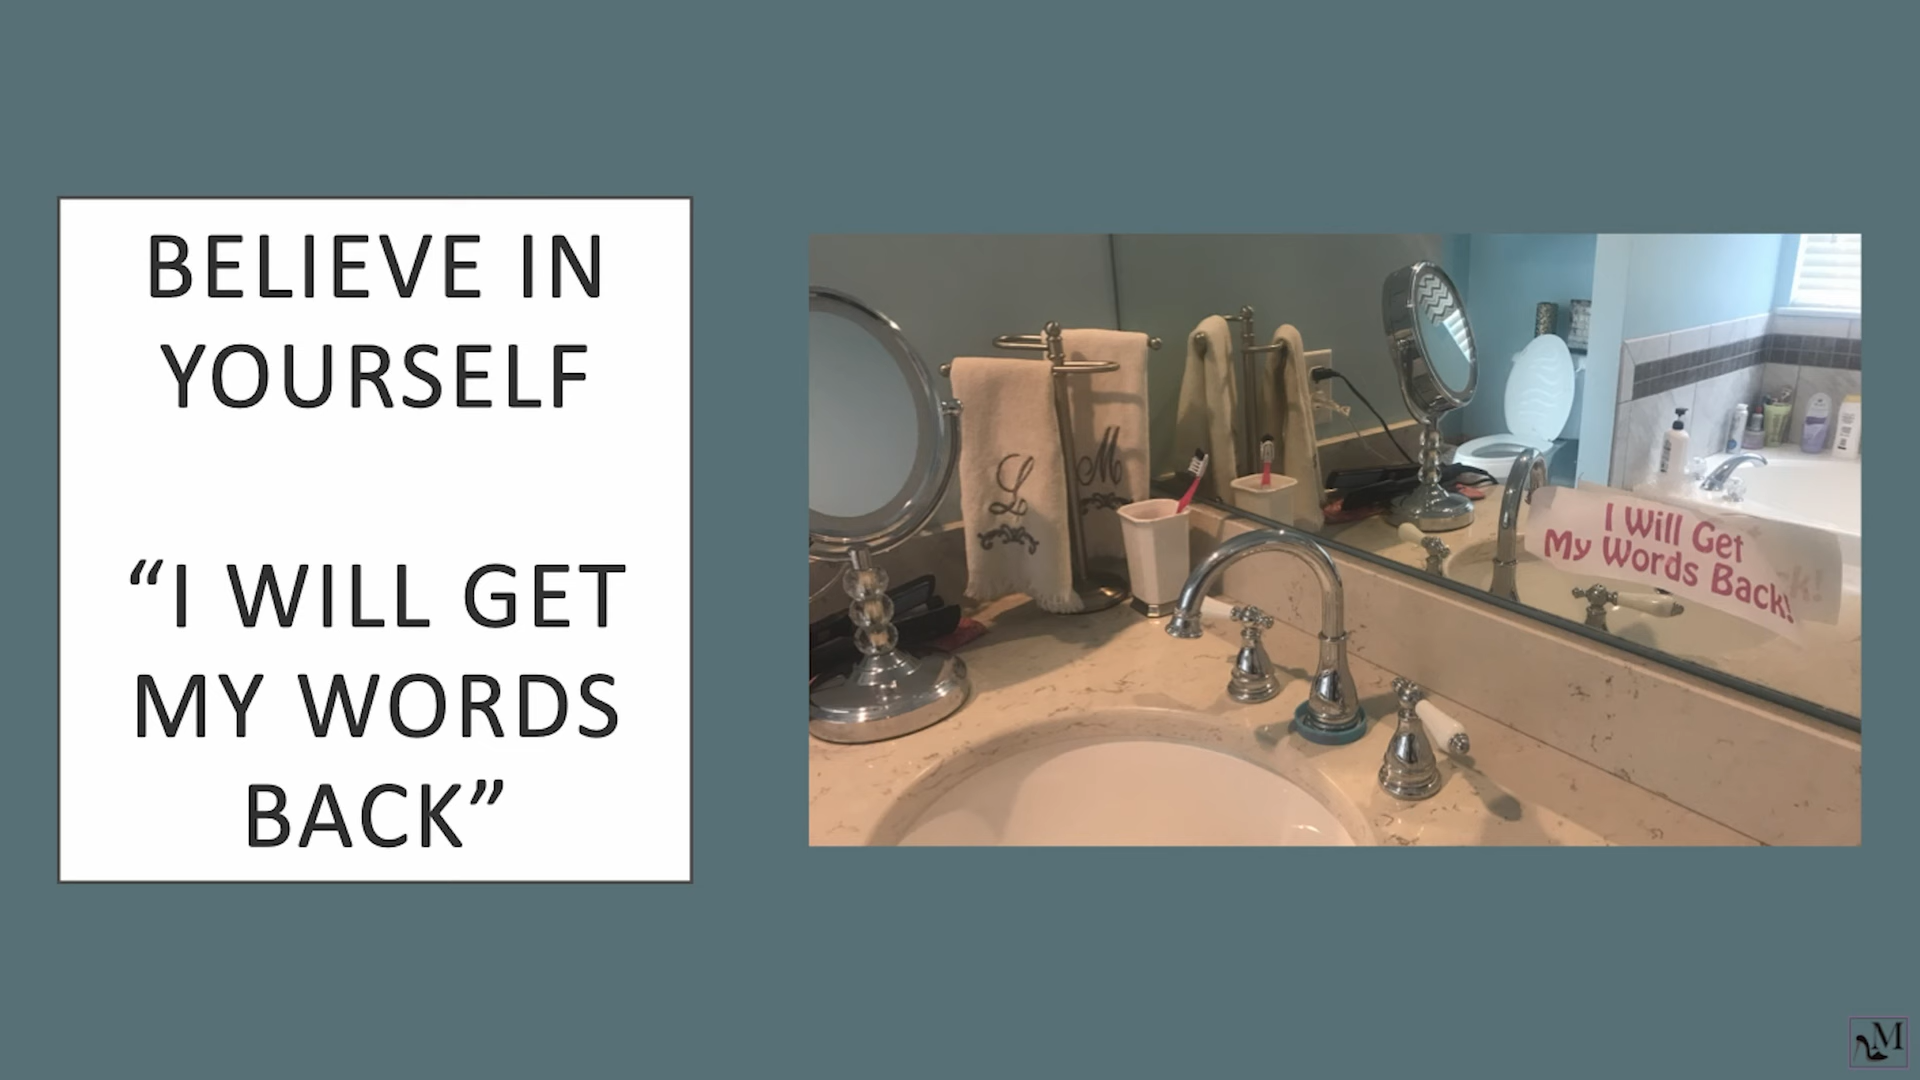 BELIEVE IN
YOURSELF
“I WILL GET
MY WORDS
BACK”
L
M
I Will Get
My Words Back!
M